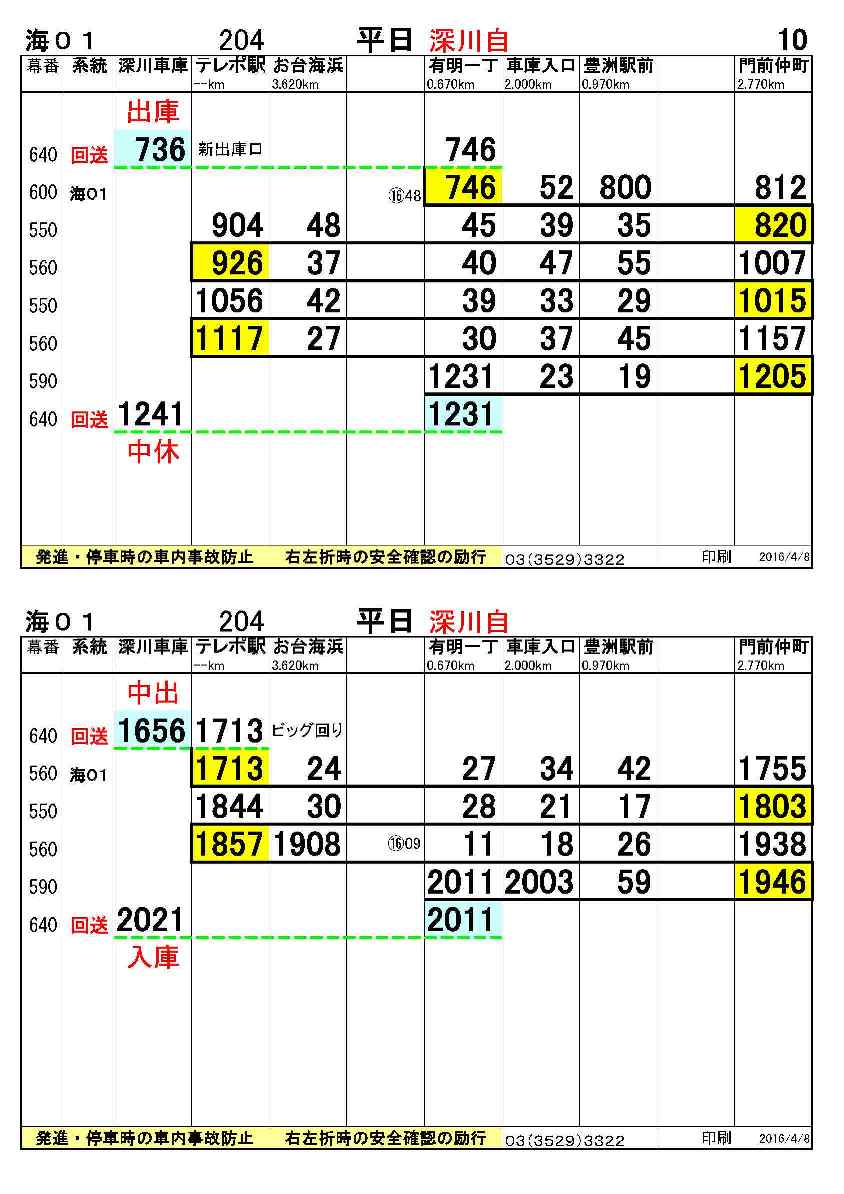 海０１ 204 平日 深川自 10
幕番 系統 深川車庫 テレポ駅 お台海浜 有明一丁 車庫入口 豊洲駅前 門前仲町
--km 3.620km 0.670km 2.000km 0.970km 2.770km
出庫
640 回送 736 新出庫口 746
600 海01 ⑯48 746 52 800 812
550 904 48 45 39 35 820
560 926 37 40 47 55 1007
550 1056 42 39 33 29 1015
560 1117 27 30 37 45 1157
590 1231 23 19 1205
640 回送 1241 1231
中休
発進・停車時の車内事故防止 右左折時の安全確認の励行 03(3529)3322 印刷 2016/4/8
海０１ 204 平日 深川自
幕番 系統 深川車庫 テレポ駅 お台海浜 有明一丁 車庫入口 豊洲駅前 門前仲町
--km 3.620km 0.670km 2.000km 0.970km 2.770km
中出
640 回送 1656 1713 ビッグ回り
560 海01 1713 24 27 34 42 1755
550 1844 30 28 21 17 1803
560 1857 1908 ⑯09 11 18 26 1938
590 2011 2003 59 1946
640 回送 2021 2011
入庫
発進・停車時の車内事故防止 右左折時の安全確認の励行 03(3529)3322 印刷 2016/4/8